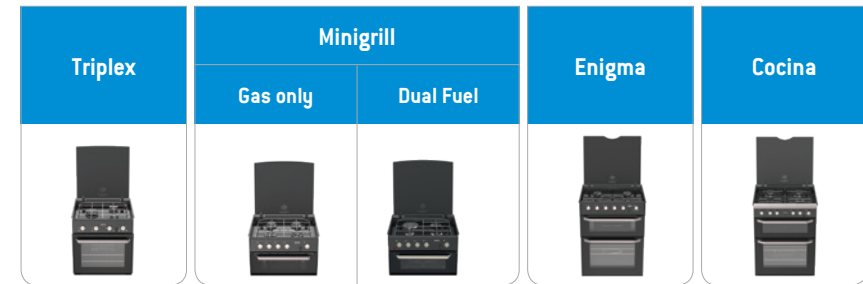 Triplex
Minigrill
Gas only
Dual Fuel
Enigma
Cocina